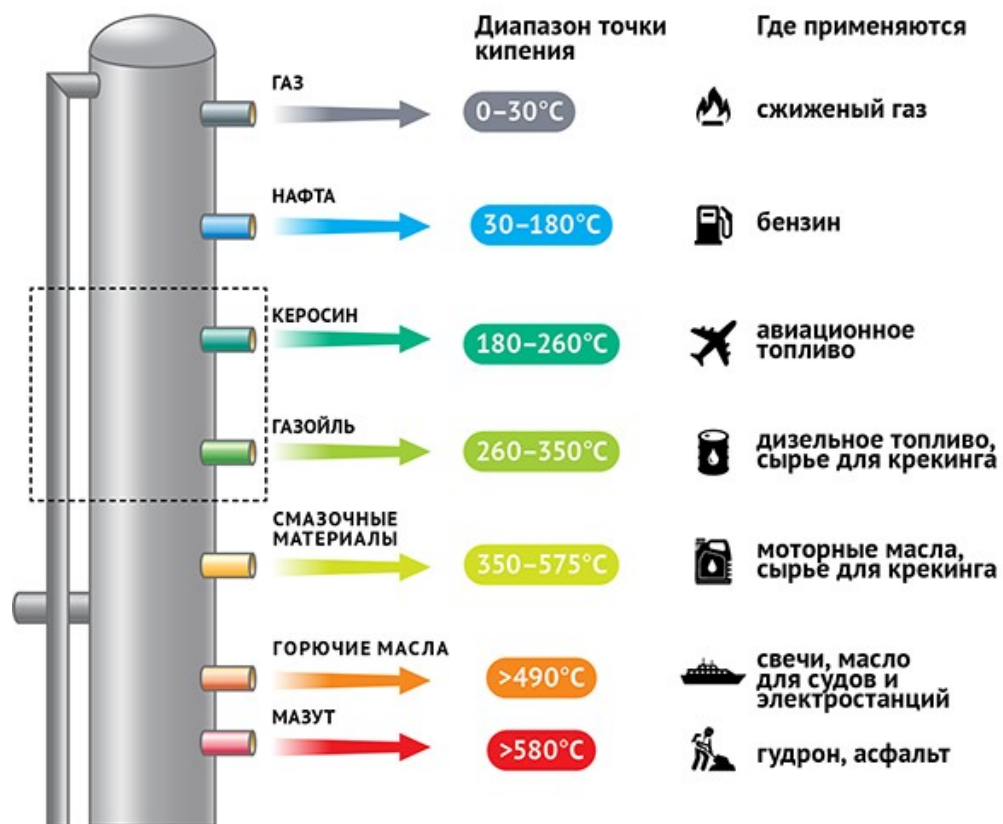 Диапазон точки
кипения
Где применяются
ГАЗ
0–30°C
сжиженый газ
НАФТА
30–180°C
бензин
КЕРОСИН
180–260°C
авиационное
топливо
ГАЗОЙЛЬ
260–350°C
дизельное топливо,
сырье для крекинга
СМАЗОЧНЫЕ
МАТЕРИАЛЫ
350–575°C
моторные масла,
сырье для крекинга
ГОРЮЧИЕ МАСЛА
>490°C
свечи, масло
для судов и
электростанций
МАЗУТ
>580°C
гудрон, асфальт